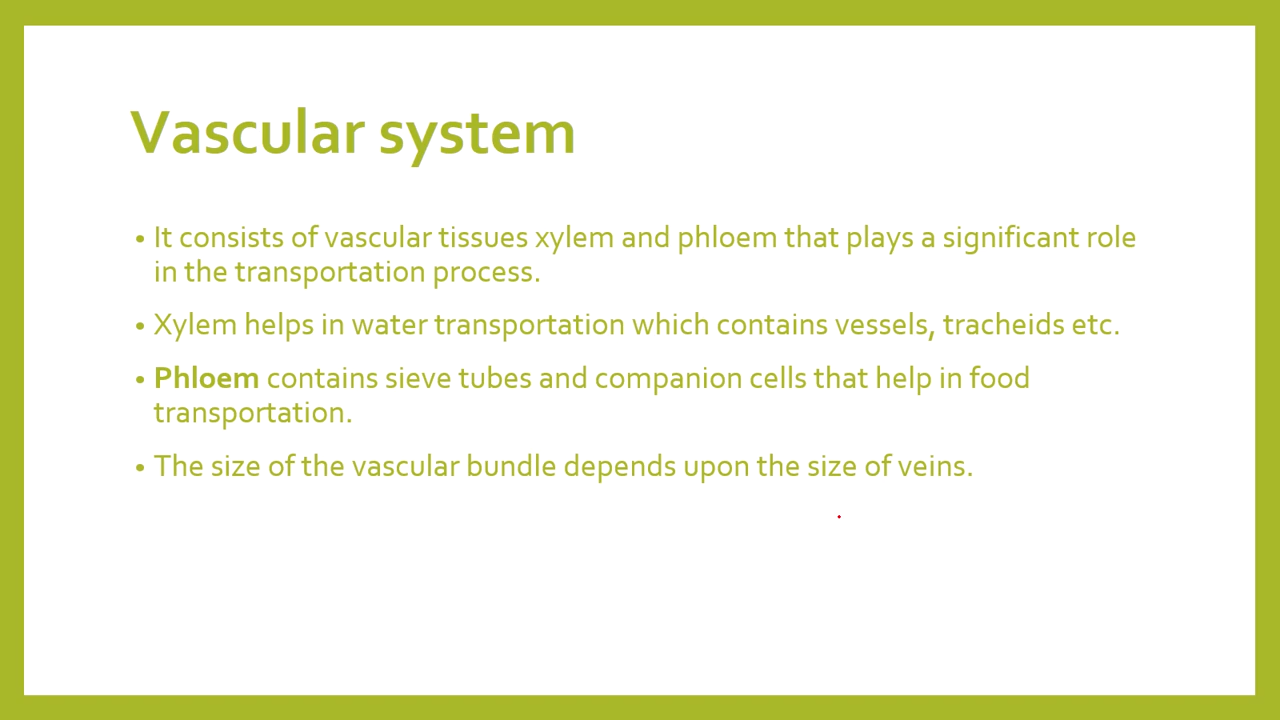 Vascular system
• It consists of vascular tissues xylem and phloem that plays a significant role
in the transportation process.
• Xylem helps in water transportation which contains vessels, tracheids etc.
• Phloem contains sieve tubes and companion cells that help in food
transportation.
• The size of the vascular bundle depends upon the size of veins.